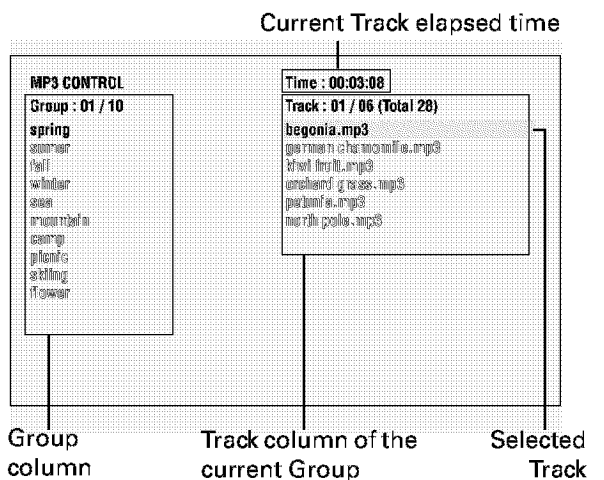 Current Track elapsed time
MP3 CONTROL
Time : 00:03:08
Group : 01 / 10
Track : 01 / 06 (Total 28)
spring
begonia.mp3
summer
german chamomile.mp3
fall
kiwi fruit.mp3
winter
orchard grass.mp3
sea
petunia.mp3
mountain
north pole.mp3
camp
picnic
skiing
flower
Group
column
Track column of the
current Group
Selected
Track